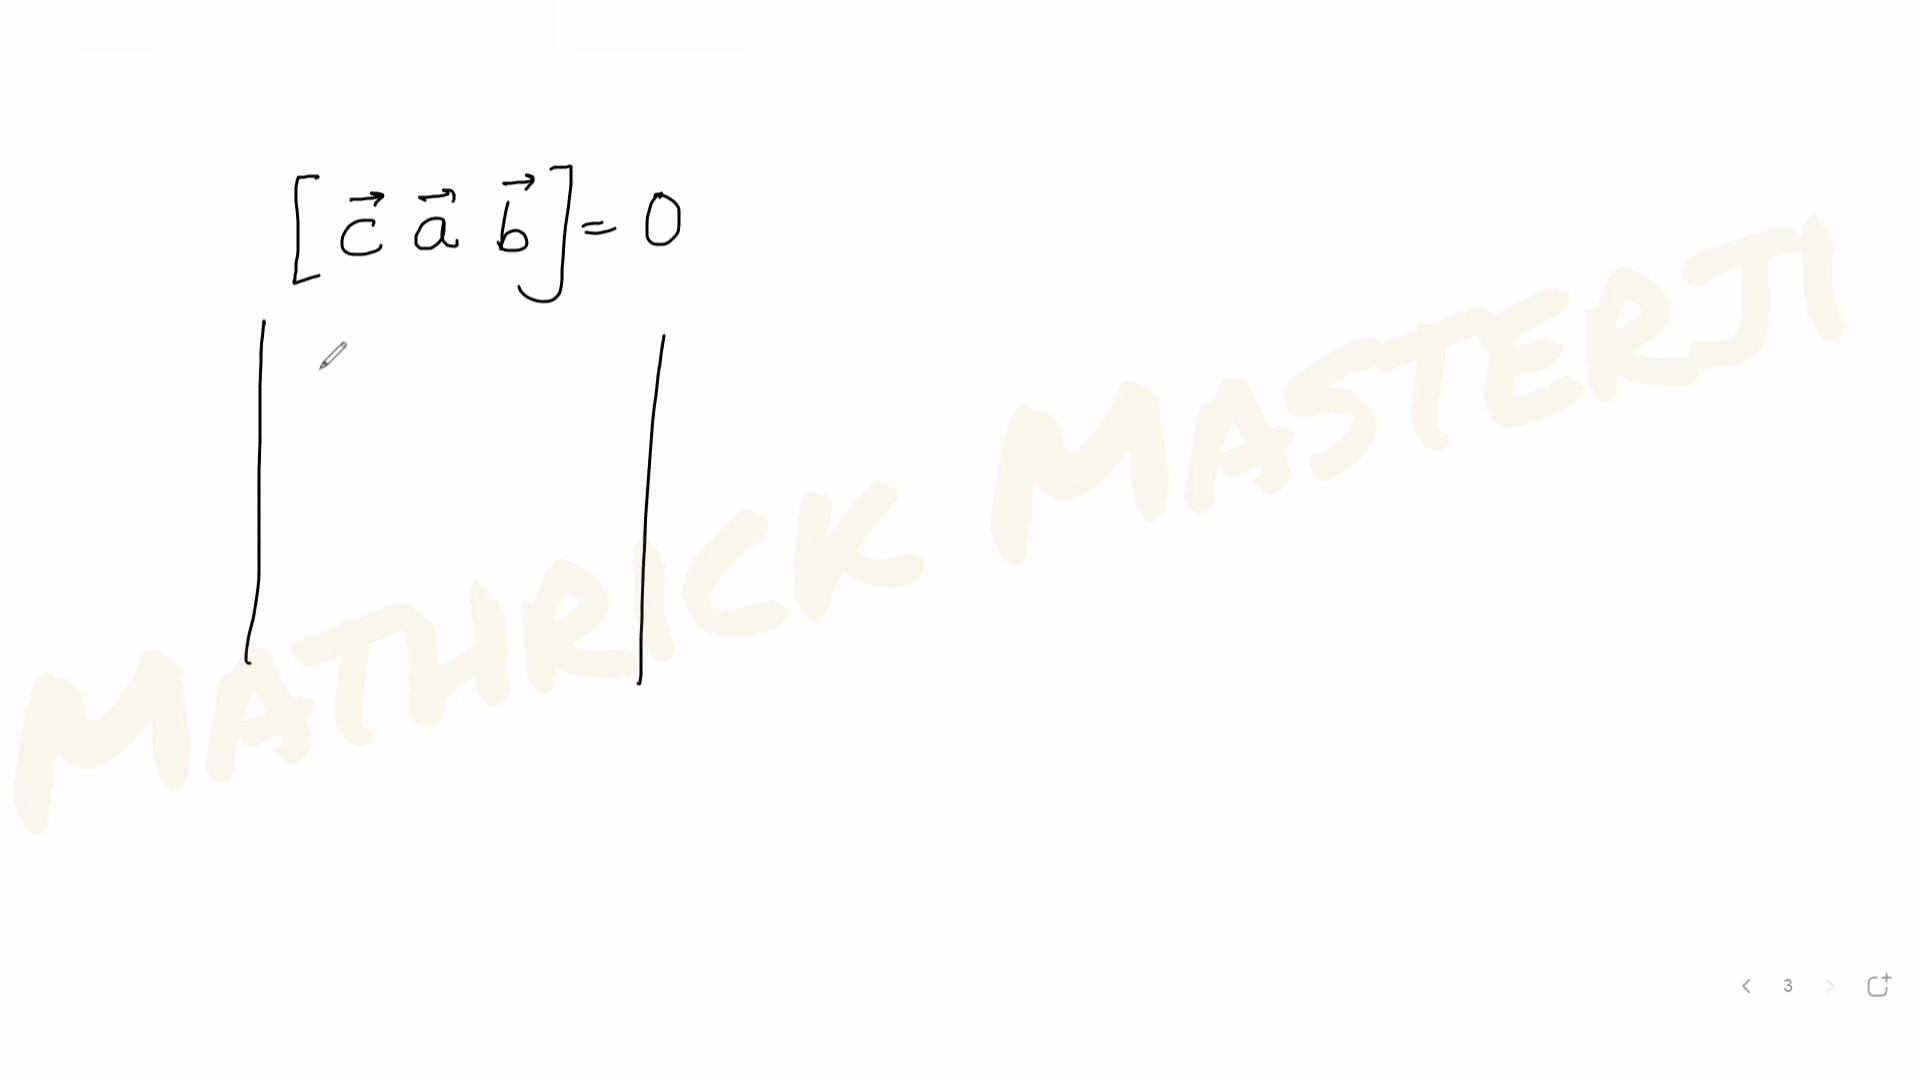 [ c⃗ a⃗ b⃗ ] = 0
MATHRICK MASTERJI
3